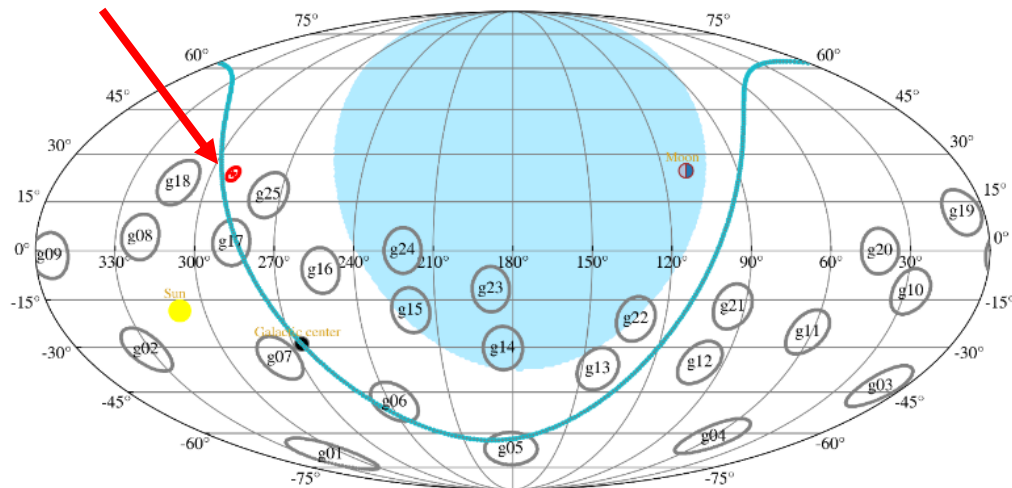 75° 75°
60° 60°
45° 45°
30° 30°
Moon
g18
g25
15° 15°
g19
g08 g17 g24 g20
0° g09 0°
330° 300° 270° 240° 210° 180° 150° 120° 90° 60° 30°
g16
g23 g10
Sun
-15° g15 g22 g21 -15°
Galactic center g11
g02 g07 g14 g12
-30° g13 -30°
g03
g06
-45° -45°
g05 g04
-60° g01 -60°
-75° -75°